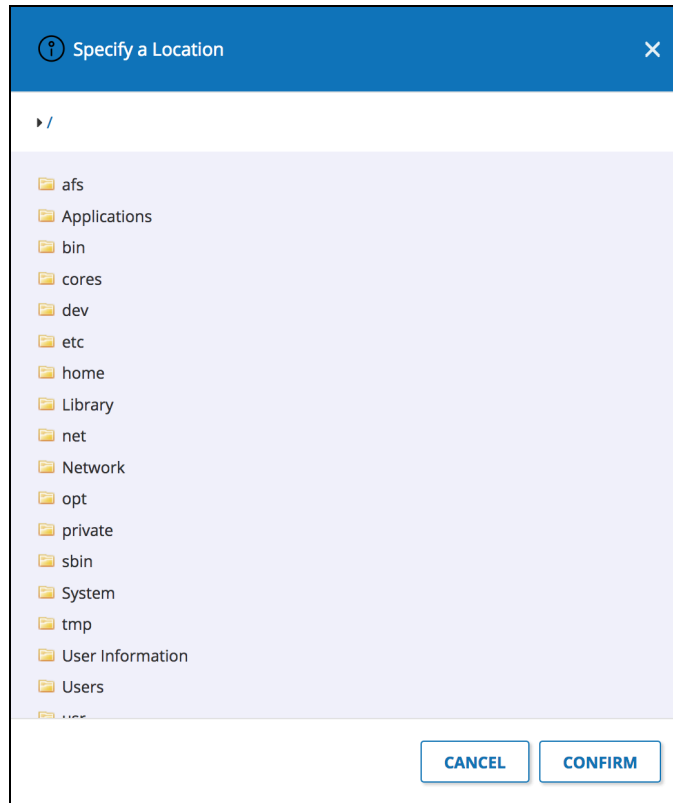 Specify a Location
/
afs
Applications
bin
cores
dev
etc
home
Library
net
Network
opt
private
sbin
System
tmp
User Information
Users
usr
CANCEL CONFIRM